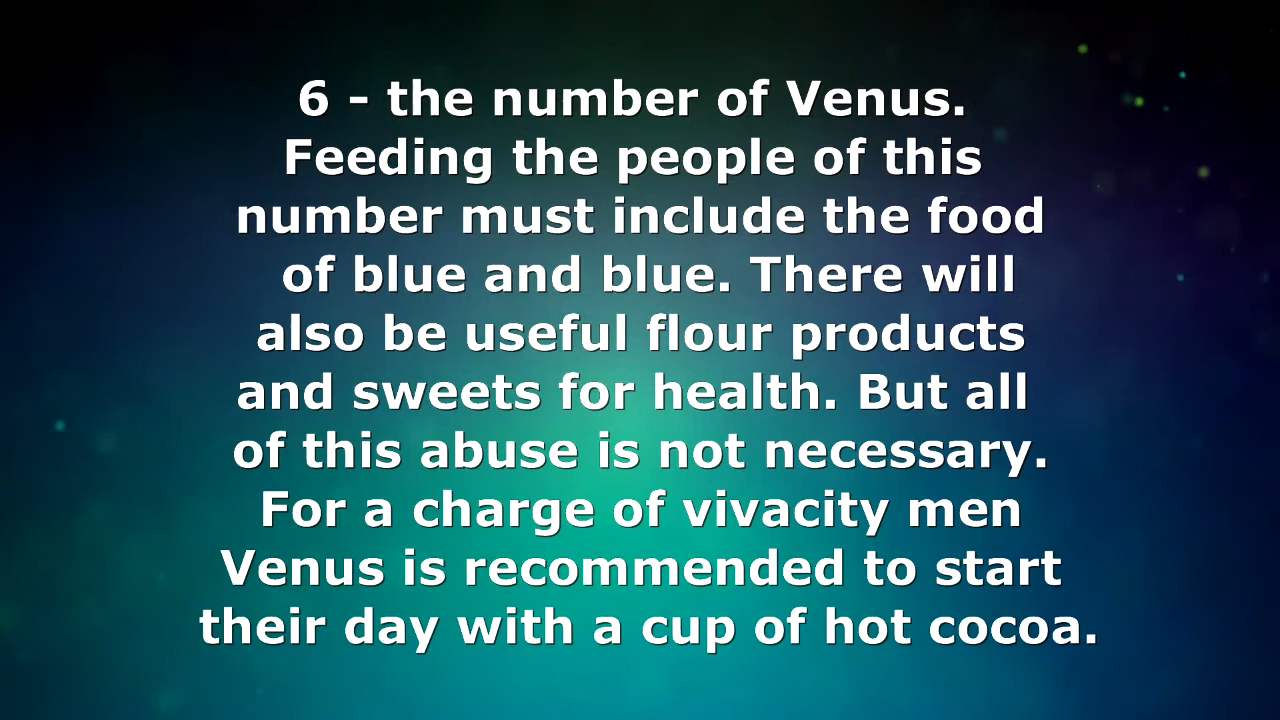 6 - the number of Venus.
Feeding the people of this
number must include the food
of blue and blue. There will
also be useful flour products
and sweets for health. But all
of this abuse is not necessary.
For a charge of vivacity men
Venus is recommended to start
their day with a cup of hot cocoa.